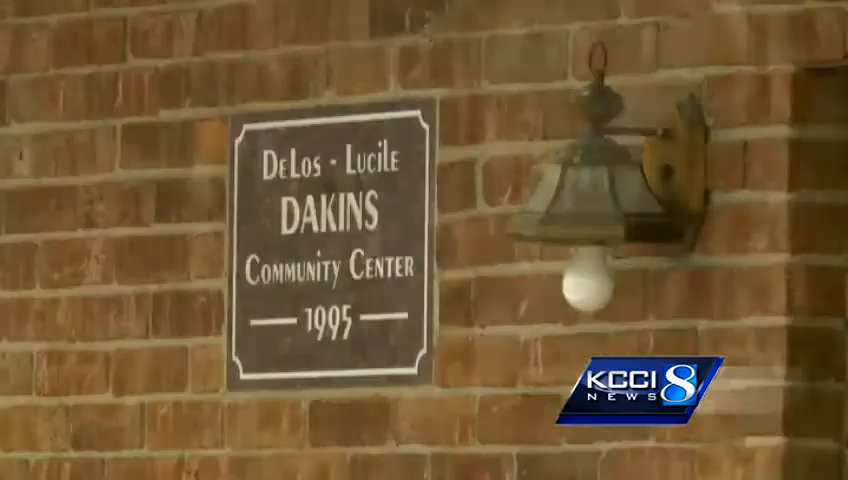 DeLos - Lucile
DAKINS
Community Center
1995
KCCI 8
NEWS